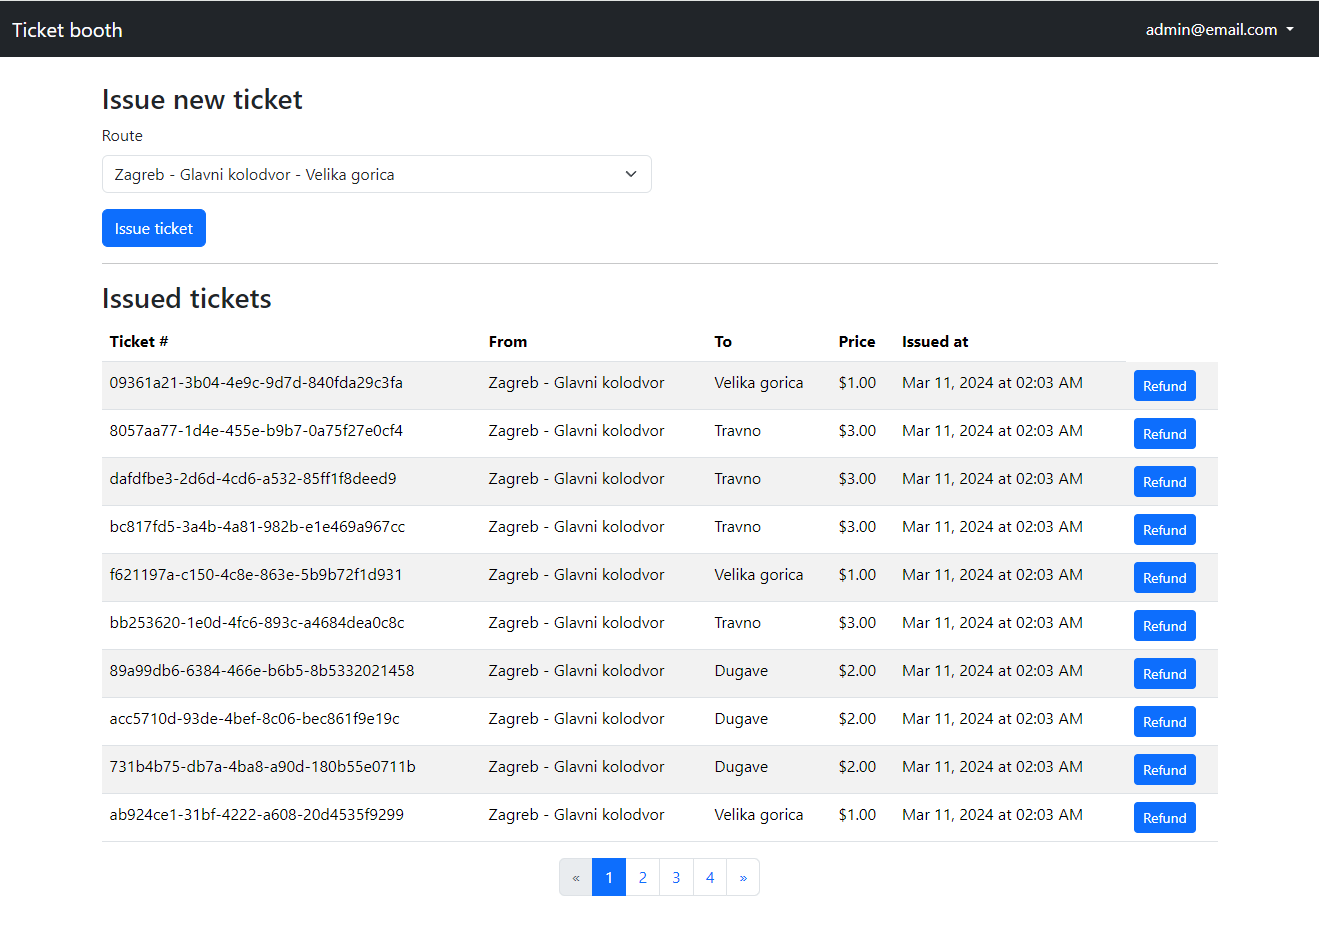 Ticket booth admin@email.com
Issue new ticket
Route
Zagreb - Glavni kolodvor - Velika gorica
Issue ticket
Issued tickets
Ticket # From To Price Issued at
09361a21-3b04-4e9c-9d7d-840fda29c3fa Zagreb - Glavni kolodvor Velika gorica $1.00 Mar 11, 2024 at 02:03 AM Refund
8057aa77-1d4e-455e-b9b7-0a75f27e0cf4 Zagreb - Glavni kolodvor Travno $3.00 Mar 11, 2024 at 02:03 AM Refund
dafdfbe3-2d6d-4cd6-a532-85ff1f8deed9 Zagreb - Glavni kolodvor Travno $3.00 Mar 11, 2024 at 02:03 AM Refund
bc817fd5-3a4b-4a81-982b-e1e469a967cc Zagreb - Glavni kolodvor Travno $3.00 Mar 11, 2024 at 02:03 AM Refund
f621197a-c150-4c8e-863e-5b9b72f1d931 Zagreb - Glavni kolodvor Velika gorica $1.00 Mar 11, 2024 at 02:03 AM Refund
bb253620-1e0d-4fc6-893c-a4684dea0c8c Zagreb - Glavni kolodvor Travno $3.00 Mar 11, 2024 at 02:03 AM Refund
89a99db6-6384-466e-b6b5-8b5332021458 Zagreb - Glavni kolodvor Dugave $2.00 Mar 11, 2024 at 02:03 AM Refund
acc5710d-93de-4bef-8c06-bec861f9e19c Zagreb - Glavni kolodvor Dugave $2.00 Mar 11, 2024 at 02:03 AM Refund
731b4b75-db7a-4ba8-a90d-180b55e0711b Zagreb - Glavni kolodvor Dugave $2.00 Mar 11, 2024 at 02:03 AM Refund
ab924ce1-31bf-4222-a608-20d4535f9299 Zagreb - Glavni kolodvor Velika gorica $1.00 Mar 11, 2024 at 02:03 AM Refund
« 1 2 3 4 »